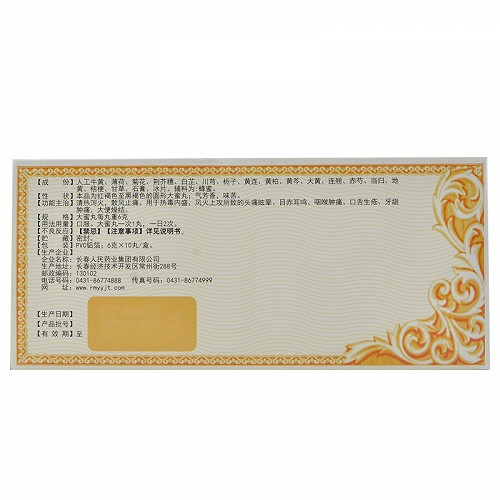 【成 份】人工牛黄、薄荷、菊花、荆芥穗、白芷、川芎、栀子、黄连、黄柏、黄芩、大黄、连翘、赤芍、当归、地
黄、桔梗、甘草、石膏、冰片，辅料为:蜂蜜。
【性 状】本品为红褐色至黑褐色的圆形大蜜丸；气芳香，味苦。
【功能主治】清热泻火，散风止痛。用于热毒内盛、风火上攻所致的头痛眩晕、目赤耳鸣、咽喉肿痛、口舌生疮、牙龈
肿痛、大便燥结。
【规 格】大蜜丸每丸重6克
【用法用量】口服。大蜜丸一次1丸，一日2次。
【不良反应】【禁忌】【注意事项】详见说明书。
【贮 藏】密封。
【包 装】PVC铝箔；6克×10丸/盒。
【生产企业】
企业名称：长春人民药业集团有限公司
生产地址：长春经济技术开发区常州街288号
邮政编码：130102
电话号码：0431-86774888 传真号码：0431-86774999
网 址：www.rmyyjt.com
【生产日期】
【产品批号】
【有 效 期】至